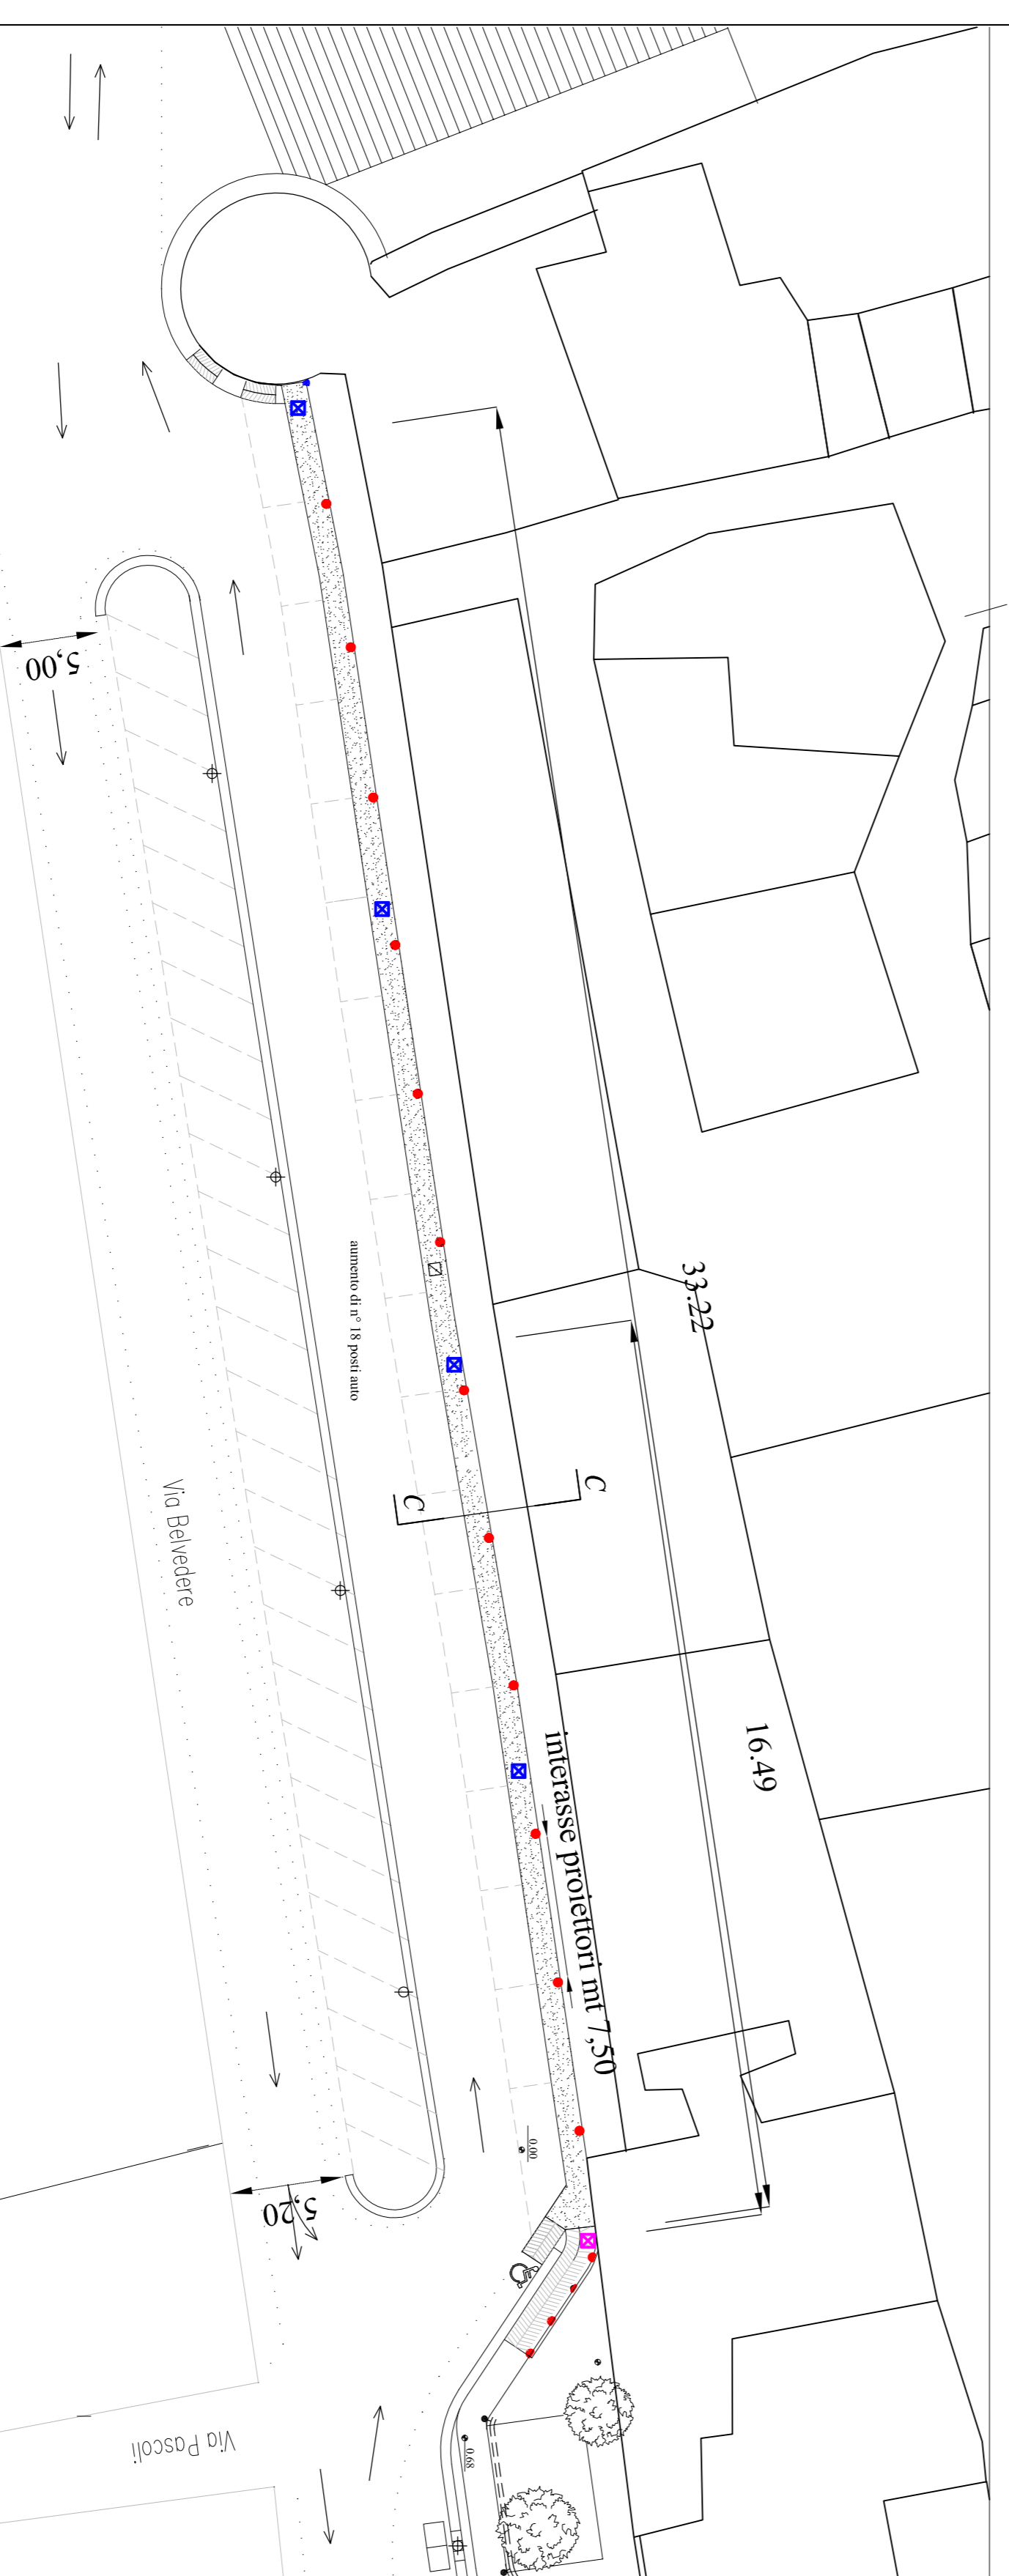 5,00
33.22
aumento di n° 18 posti auto
C
C
Via Belvedere
16.49
interasse proiettori mt 7,50
0.00
5,20
Via Pascoli
0.68